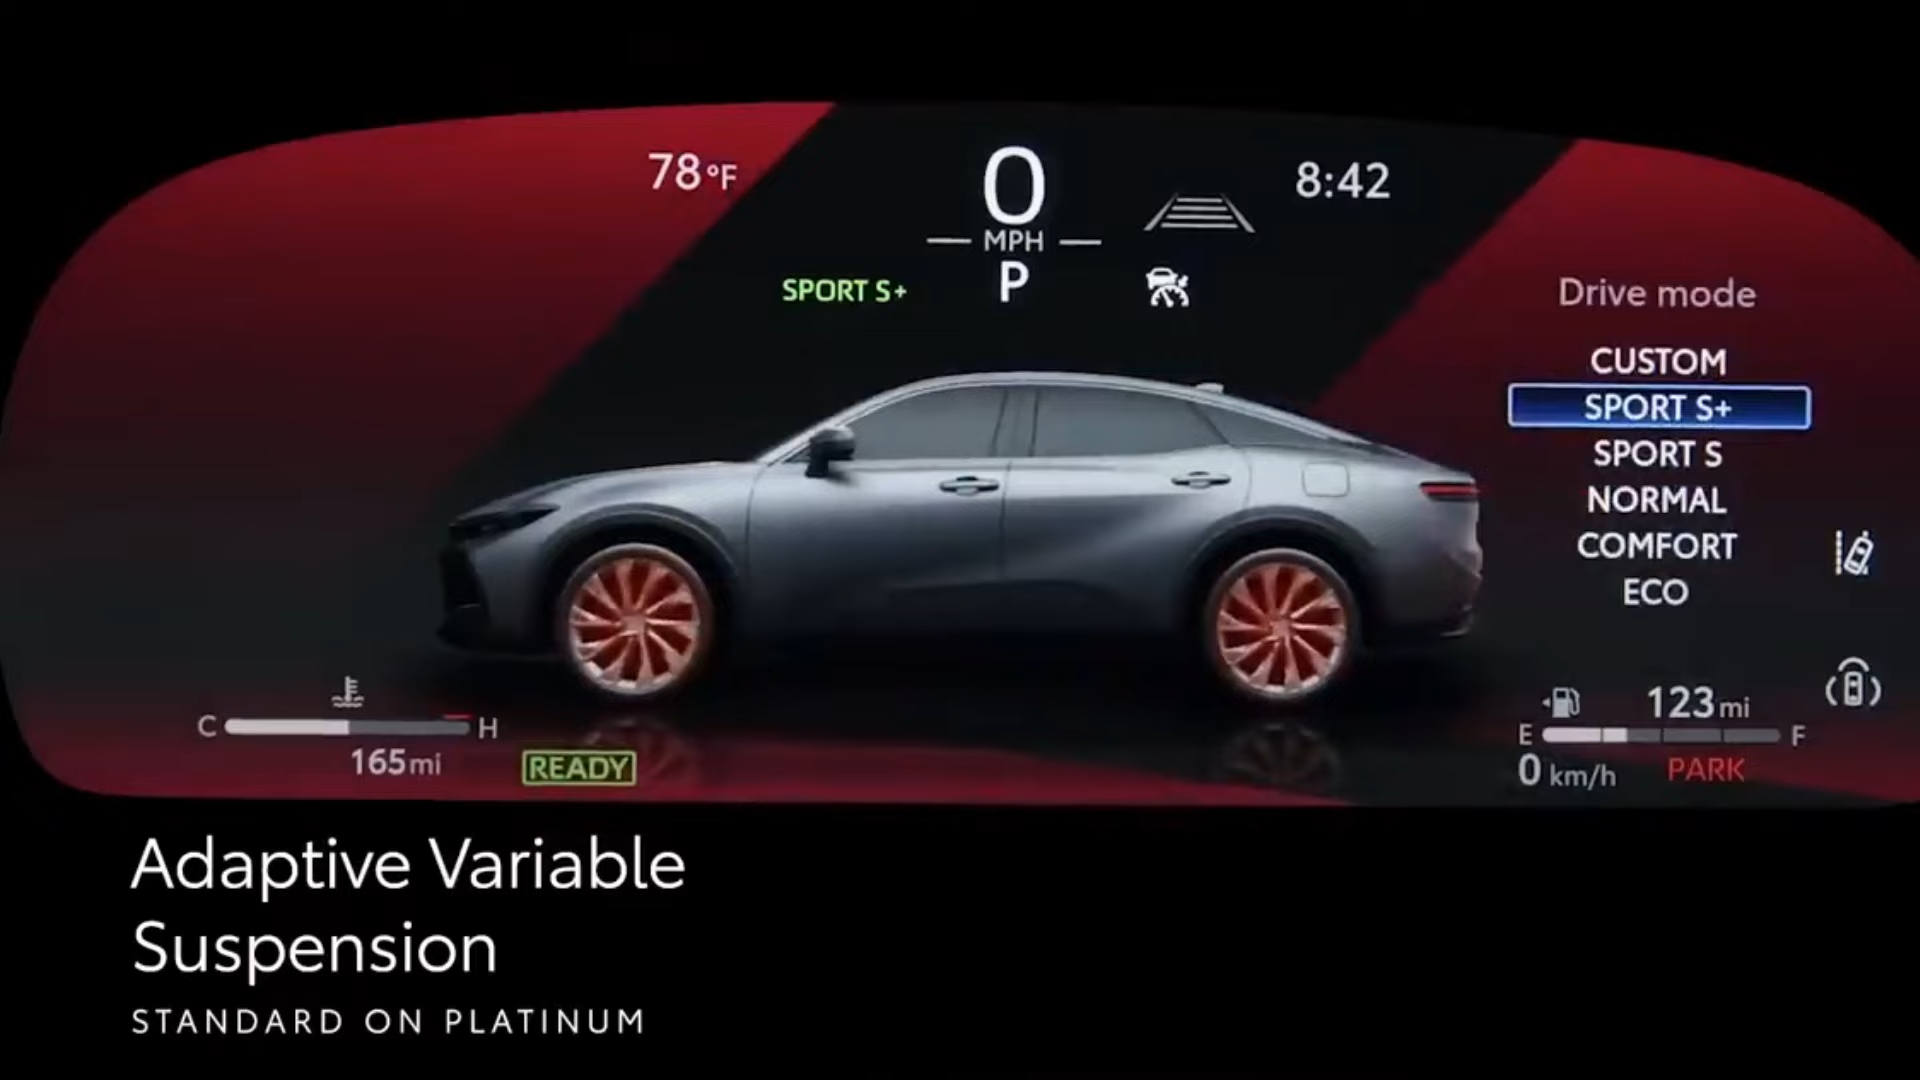 78°F
0
8:42
MPH
P
SPORT S+
Drive mode
CUSTOM
SPORT S+
SPORT S
NORMAL
COMFORT
ECO
C
H
165mi
READY
123mi
E
F
0 km/h
PARK
Adaptive Variable
Suspension
STANDARD ON PLATINUM